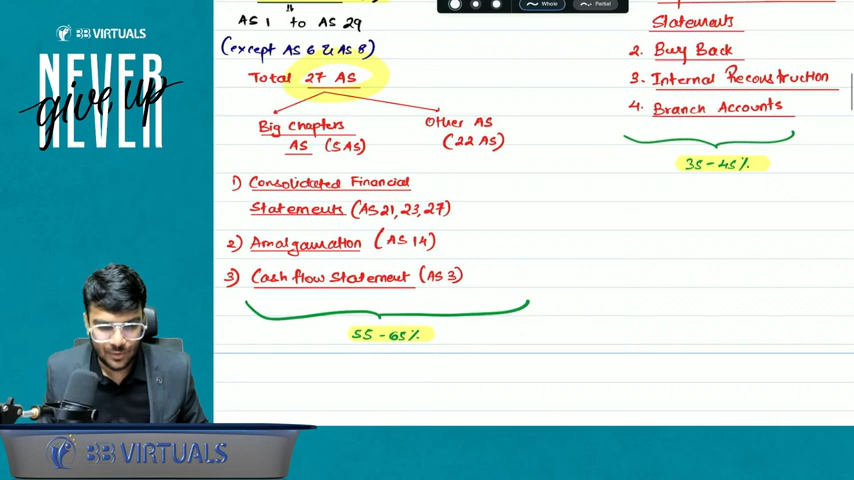 BB VIRTUALS
NEVER
give up
NEVER
AS 1 to AS 29
(except AS 6 & AS 8)
Total 27 AS
Big Chapters
AS (5 AS)
Other AS
(22 AS)
1) Consolidated Financial
Statements (AS 21, 23, 27)
2) Amalgamation (AS 14)
3) Cash flow Statement (AS 3)
55 - 65%
Whole
Partial
Statements
2. Buy Back
3. Internal Reconstruction
4. Branch Accounts
35 - 45%
BB VIRTUALS